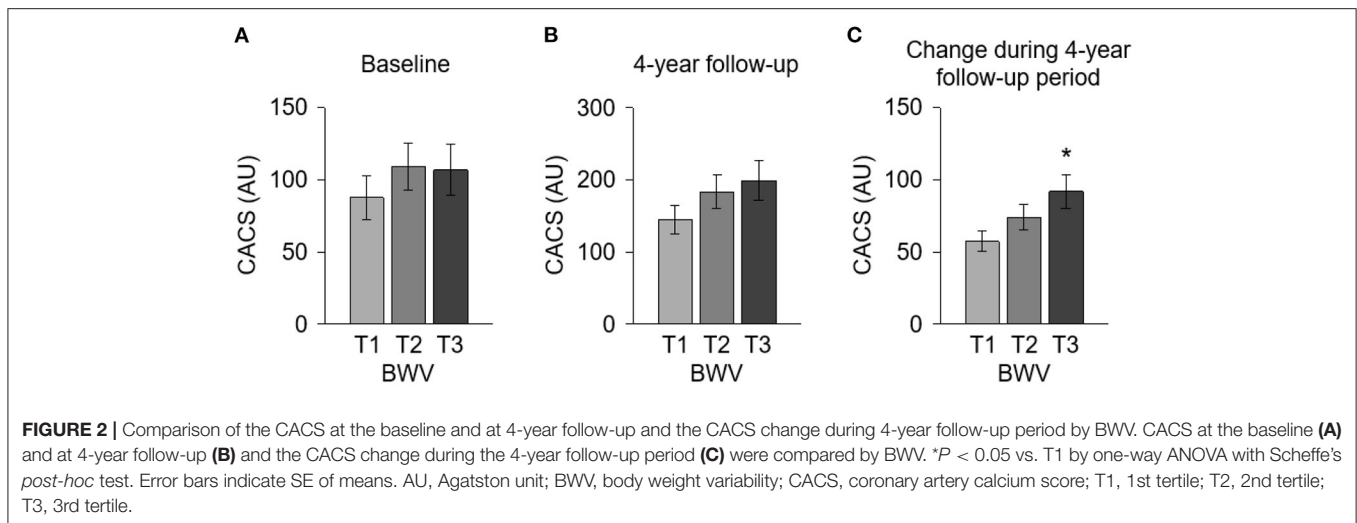 A
Baseline
150
100
50
0
CACS (AU)
T1 T2 T3
BWV
B
4-year follow-up
300
200
100
0
CACS (AU)
T1 T2 T3
BWV
C
Change during 4-year
follow-up period
150
100
50
0
CACS (AU)
*
T1 T2 T3
BWV
FIGURE 2 | Comparison of the CACS at the baseline and at 4-year follow-up and the CACS change during 4-year follow-up period by BWV. CACS at the baseline (A)
and at 4-year follow-up (B) and the CACS change during the 4-year follow-up period (C) were compared by BWV. *P < 0.05 vs. T1 by one-way ANOVA with Scheffe's
post-hoc test. Error bars indicate SE of means. AU, Agatston unit; BWV, body weight variability; CACS, coronary artery calcium score; T1, 1st tertile; T2, 2nd tertile;
T3, 3rd tertile.